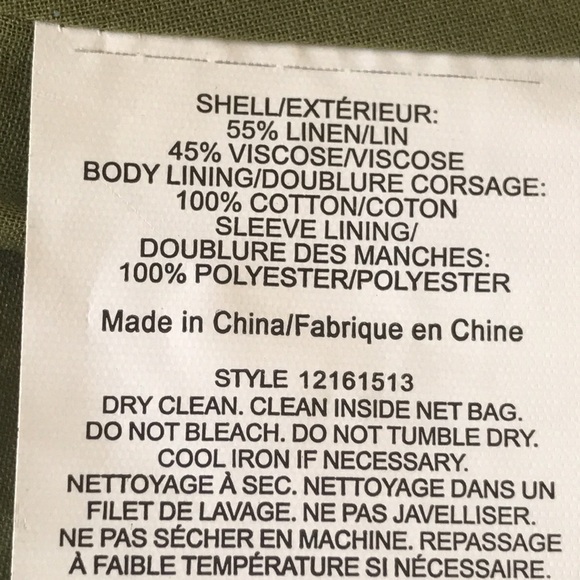 SHELL/EXTÉRIEUR:
55% LINEN/LIN
45% VISCOSE/VISCOSE
BODY LINING/DOUBLURE CORSAGE:
100% COTTON/COTON
SLEEVE LINING/
DOUBLURE DES MANCHES:
100% POLYESTER/POLYESTER
Made in China/Fabrique en Chine
STYLE 12161513
DRY CLEAN. CLEAN INSIDE NET BAG.
DO NOT BLEACH. DO NOT TUMBLE DRY.
COOL IRON IF NECESSARY.
NETTOYAGE À SEC. NETTOYAGE DANS UN
FILET DE LAVAGE. NE PAS JAVELLISER.
NE PAS SÉCHER EN MACHINE. REPASSAGE
À FAIBLE TEMPÉRATURE SI NÉCESSAIRE.